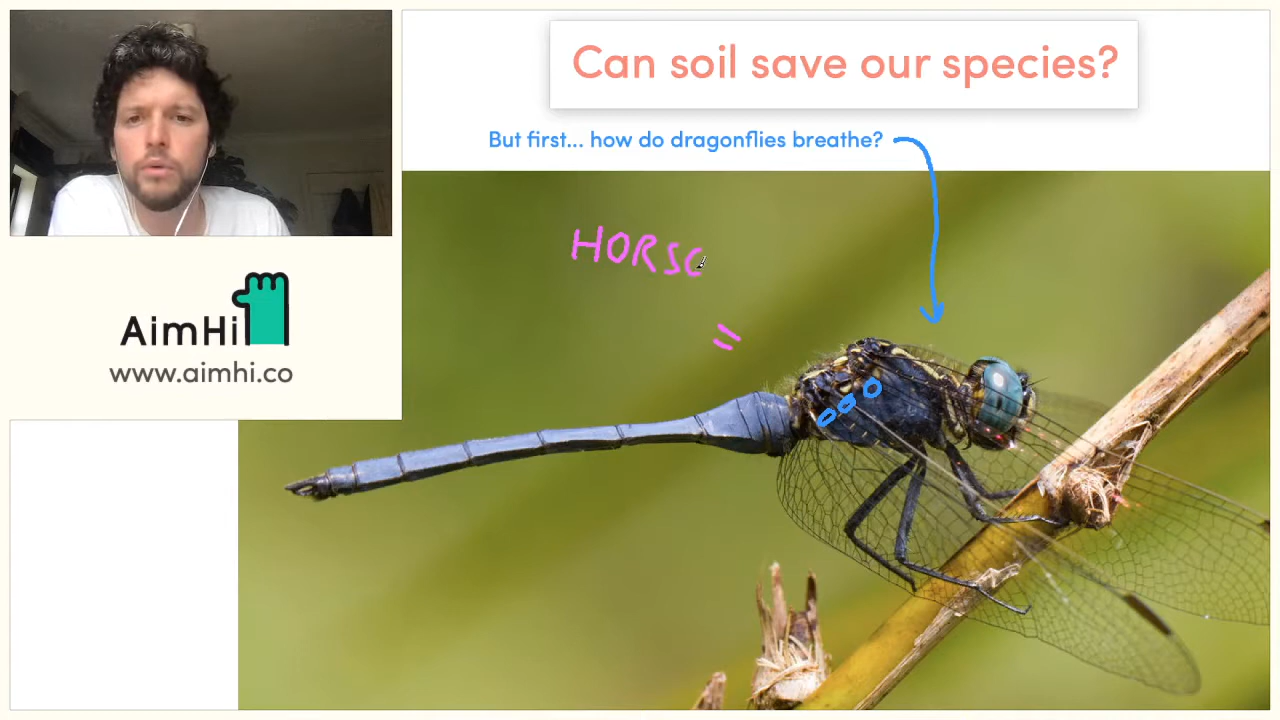 Can soil save our species?
But first... how do dragonflies breathe?
HORSC
AimHi
www.aimhi.co